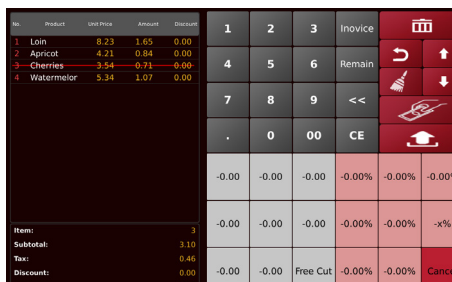 No. Product Unit Price Amount Discount
1 Loin 8.23 1.65 0.00
2 Apricot 4.21 0.84 0.00
3 Cherries 3.54 0.71 0.00
4 Watermelor 5.34 1.07 0.00
Item: 3
Subtotal: 3.10
Tax: 0.46
Discount: 0.00
1 2 3 Inovice
4 5 6 Remain
7 8 9 <<
. 0 00 CE
-0.00 -0.00 -0.00 -0.00% -0.00% -0.00
-0.00 -0.00 -0.00 -0.00% -0.00% -x%
-0.00 -0.00 Free Cut -0.00% -0.00% Cance